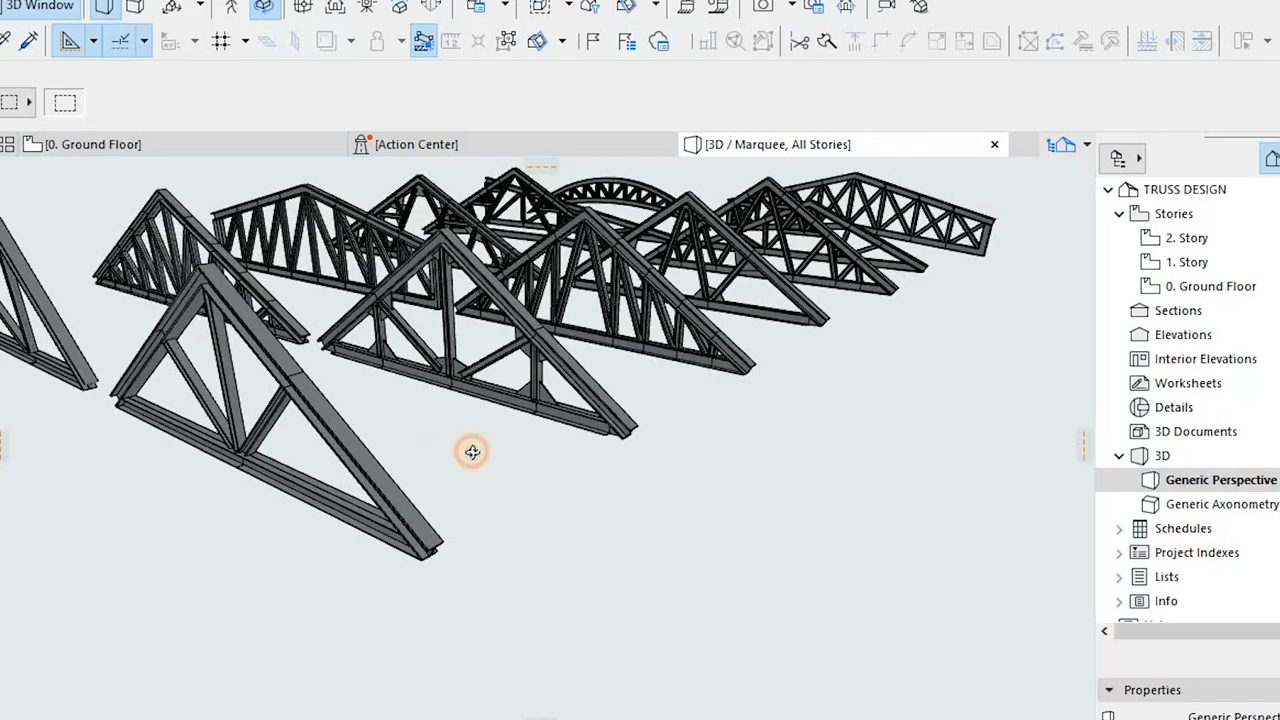 3D Window
[0. Ground Floor]
[Action Center]
[3D / Marquee, All Stories]
TRUSS DESIGN
Stories
2. Story
1. Story
0. Ground Floor
Sections
Elevations
Interior Elevations
Worksheets
Details
3D Documents
3D
Generic Perspective
Generic Axonometry
Schedules
Project Indexes
Lists
Info
Properties
Generic Perspect